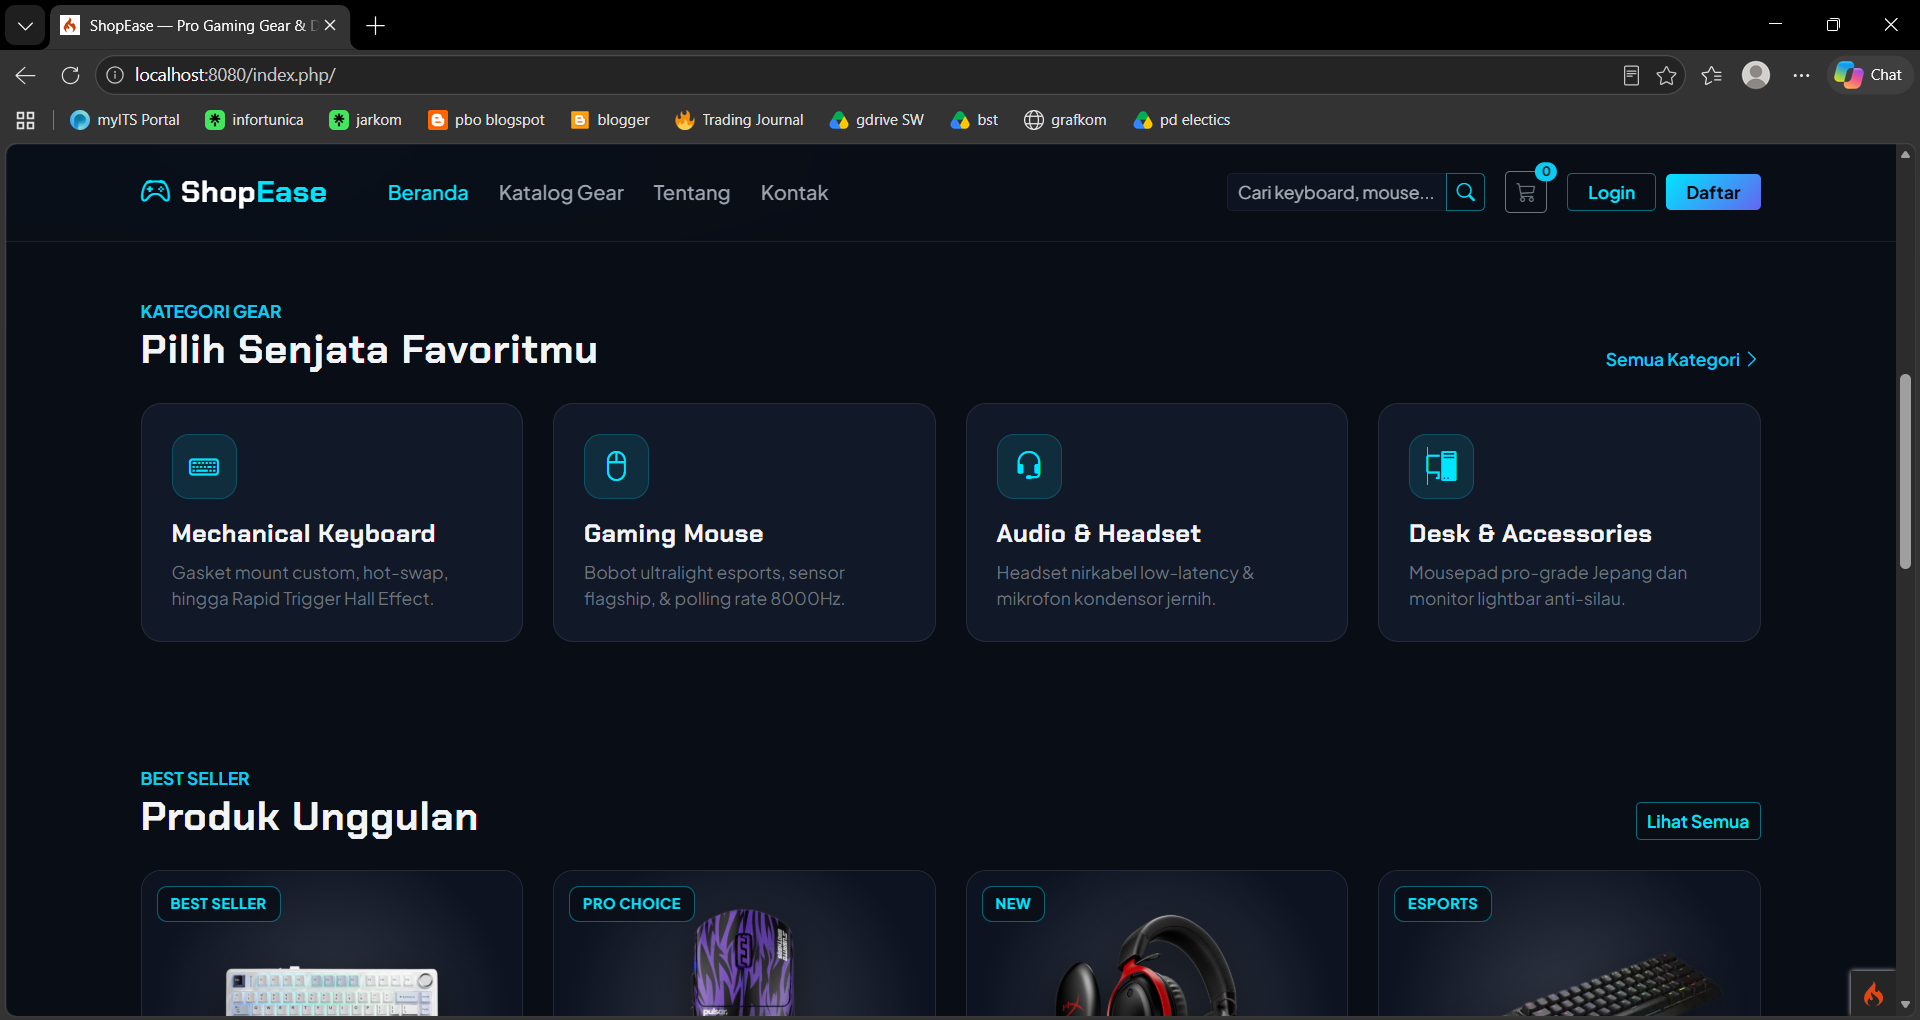 ShopEase — Pro Gaming Gear & D
localhost:8080/index.php/
Chat
myITS Portal
infortunica
jarkom
pbo blogspot
blogger
Trading Journal
gdrive SW
bst
grafkom
pd electics
ShopEase
Beranda
Katalog Gear
Tentang
Kontak
Cari keyboard, mouse...
0
Login
Daftar
KATEGORI GEAR
Pilih Senjata Favoritmu
Semua Kategori
Mechanical Keyboard
Gasket mount custom, hot-swap,
hingga Rapid Trigger Hall Effect.
Gaming Mouse
Bobot ultralight esports, sensor
flagship, & polling rate 8000Hz.
Audio & Headset
Headset nirkabel low-latency &
mikrofon kondensor jernih.
Desk & Accessories
Mousepad pro-grade Jepang dan
monitor lightbar anti-silau.
BEST SELLER
Produk Unggulan
Lihat Semua
BEST SELLER
PRO CHOICE
NEW
ESPORTS
pulsar